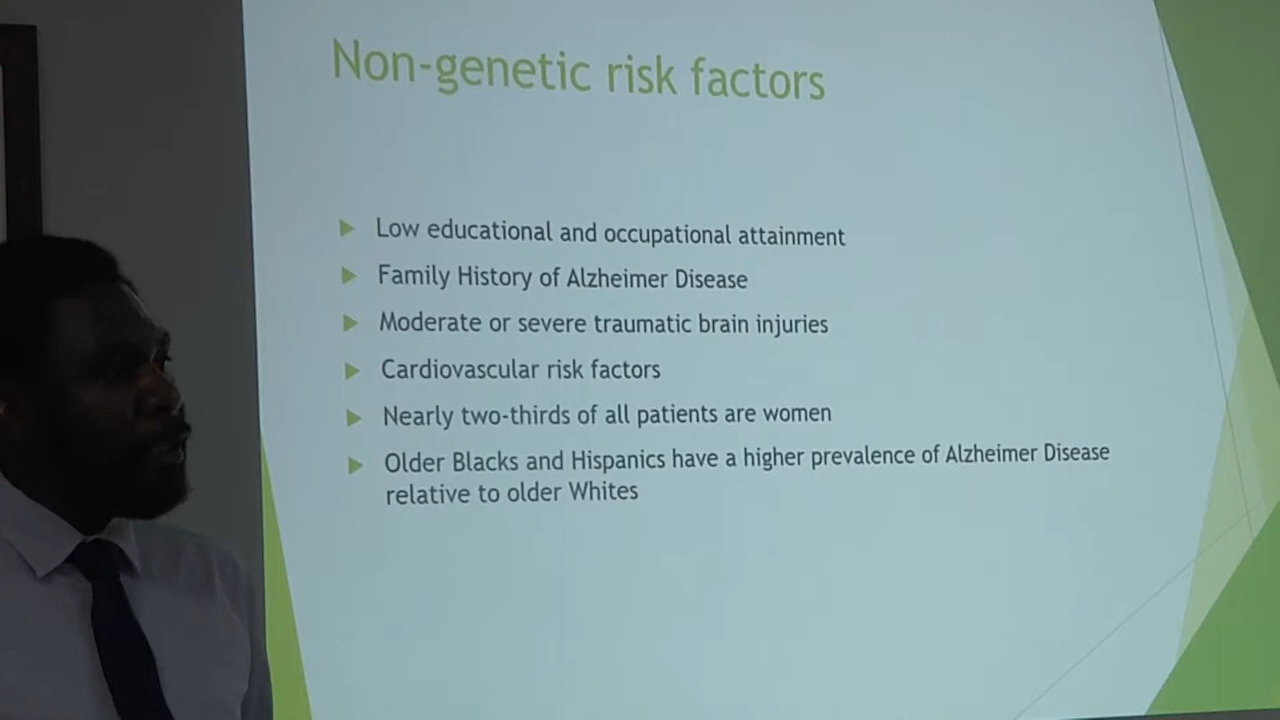 Non-genetic risk factors
Low educational and occupational attainment
Family History of Alzheimer Disease
Moderate or severe traumatic brain injuries
Cardiovascular risk factors
Nearly two-thirds of all patients are women
Older Blacks and Hispanics have a higher prevalence of Alzheimer Disease
relative to older Whites